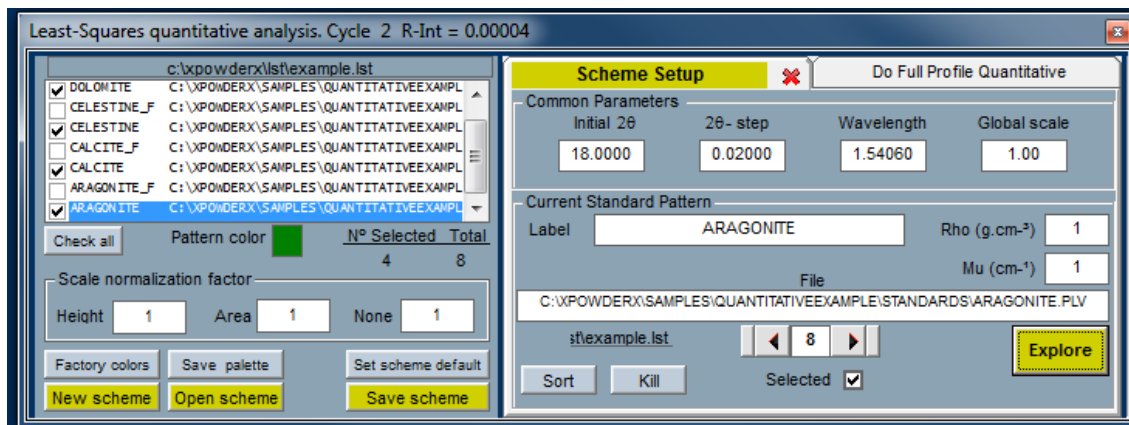 Least-Squares quantitative analysis. Cycle 2 R-Int = 0.00004
c:\xpowderx\lst\example.lst
DOLOMITE C:\XPOWDERX\SAMPLES\QUANTITATIVEEXAMPL
CELESTINE_F C:\XPOWDERX\SAMPLES\QUANTITATIVEEXAMPL
CELESTINE C:\XPOWDERX\SAMPLES\QUANTITATIVEEXAMPL
CALCITE_F C:\XPOWDERX\SAMPLES\QUANTITATIVEEXAMPL
CALCITE C:\XPOWDERX\SAMPLES\QUANTITATIVEEXAMPL
ARAGONITE_F C:\XPOWDERX\SAMPLES\QUANTITATIVEEXAMPL
ARAGONITE C:\XPOWDERX\SAMPLES\QUANTITATIVEEXAMPL
Check all Pattern color Nº Selected Total
4 8
Scale normalization factor
Height 1 Area 1 None 1
Factory colors Save palette Set scheme default
New scheme Open scheme Save scheme
Scheme Setup Do Full Profile Quantitative
Common Parameters
Initial 2θ 2θ- step Wavelength Global scale
18.0000 0.02000 1.54060 1.00
Current Standard Pattern
Label ARAGONITE Rho (g.cm-³) 1
Mu (cm-¹) 1
File
C:\XPOWDERX\SAMPLES\QUANTITATIVEEXAMPLE\STANDARDS\ARAGONITE.PLV
st\example.lst 8 Explore
Sort Kill Selected